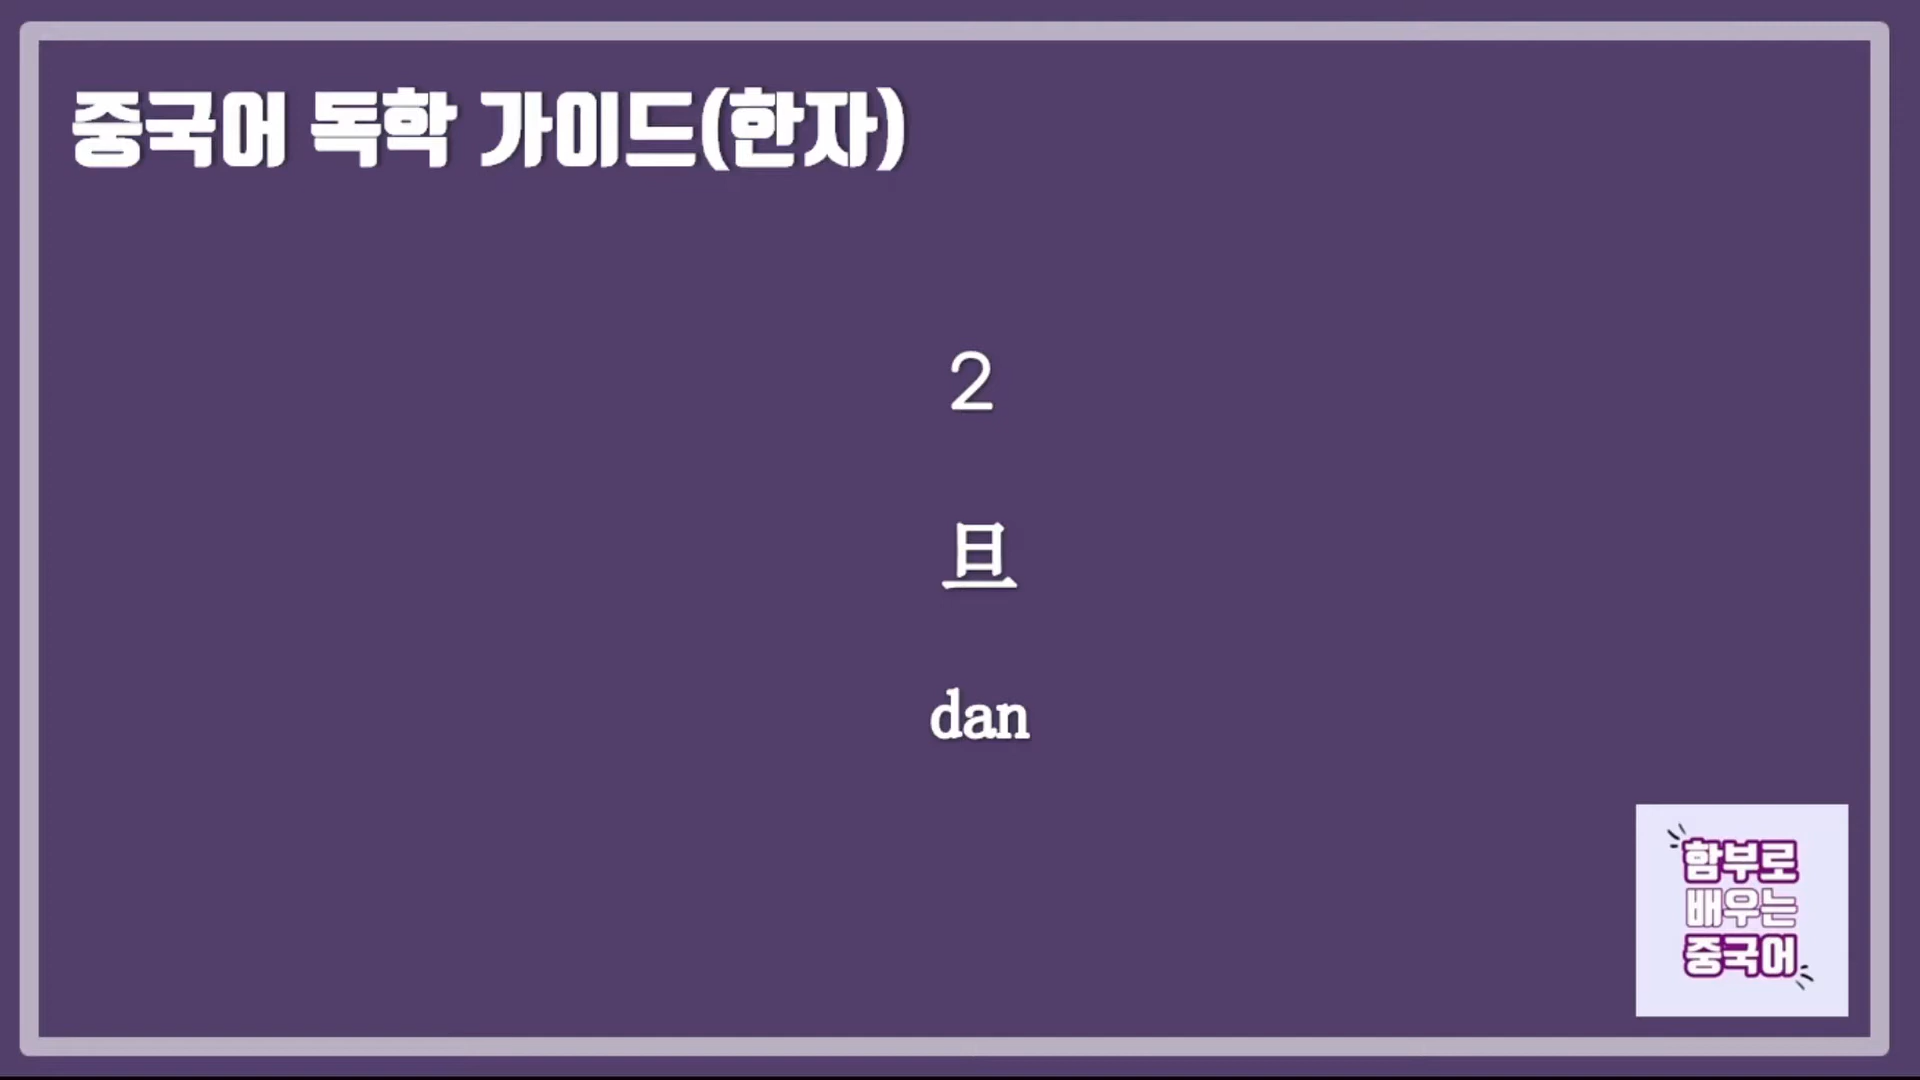 중국어 독학 가이드(한자)
2
旦
dan
함부로
배우는
중국어